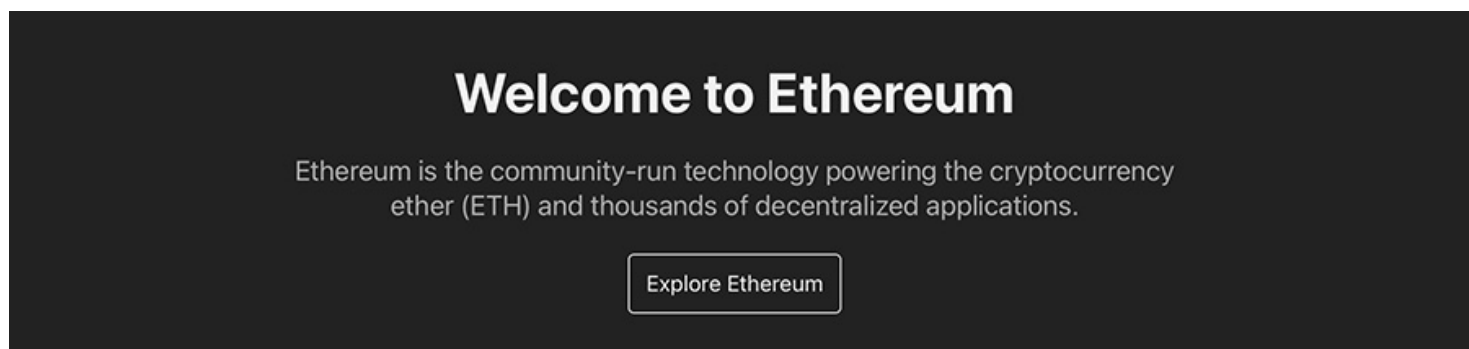 Welcome to Ethereum
Ethereum is the community-run technology powering the cryptocurrency
ether (ETH) and thousands of decentralized applications.
Explore Ethereum